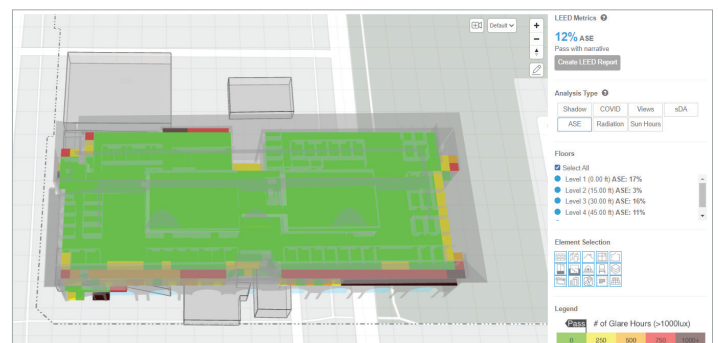 Default
+
−
LEED Metrics
12% ASE
Pass with narrative
Create LEED Report
Analysis Type
Shadow COVID Views sDA
ASE Radiation Sun Hours
Floors
Select All
Level 1 (0.00 ft) ASE: 17%
Level 2 (15.00 ft) ASE: 3%
Level 3 (30.00 ft) ASE: 16%
Level 4 (45.00 ft) ASE: 11%
Element Selection
Legend
Pass # of Glare Hours (>1000lux)
0 250 500 750 1000+